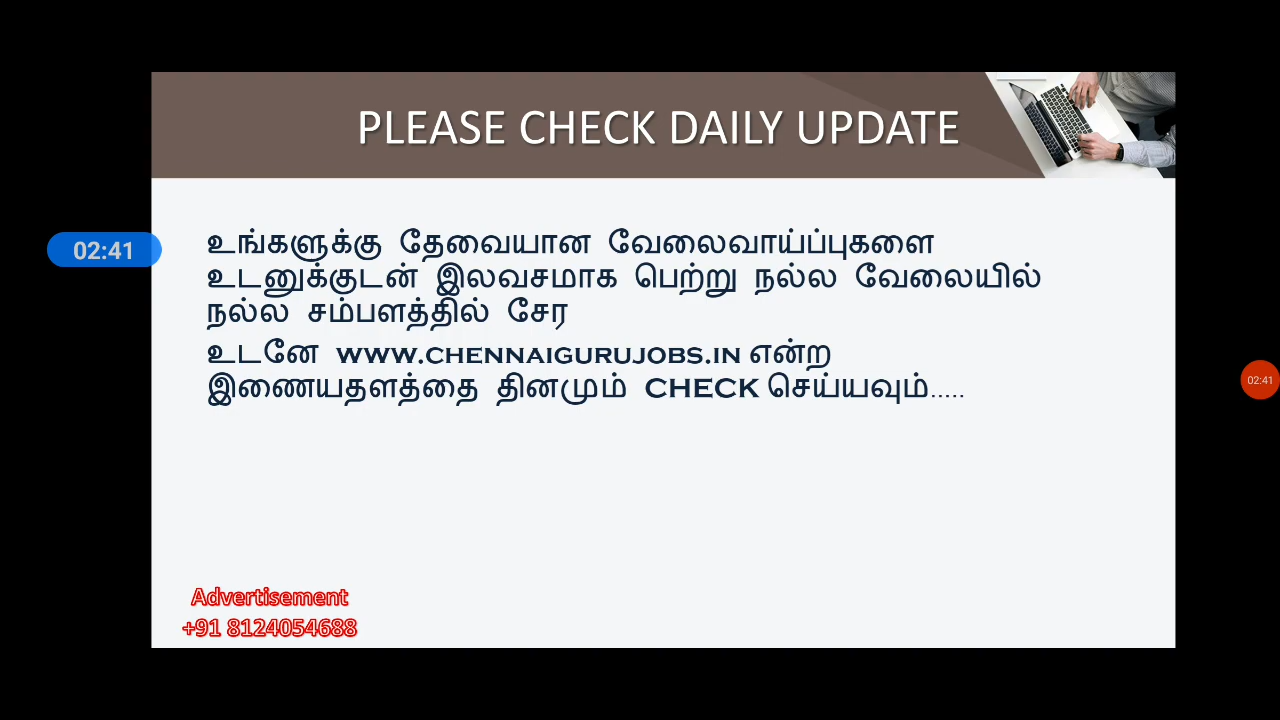 PLEASE CHECK DAILY UPDATE
உங்களுக்கு தேவையான வேலைவாய்ப்புகளை
02:41
உடனுக்குடன் இலவசமாக பெற்று நல்ல வேலையில்
நல்ல சம்பளத்தில் சேர
உடனே WWW.CHENNAIGURUJOBS.IN என்ற
02:41
இணையதளத்தை தினமும் CHECK செய்யவும்.....
Advertisement
+91 8124054688